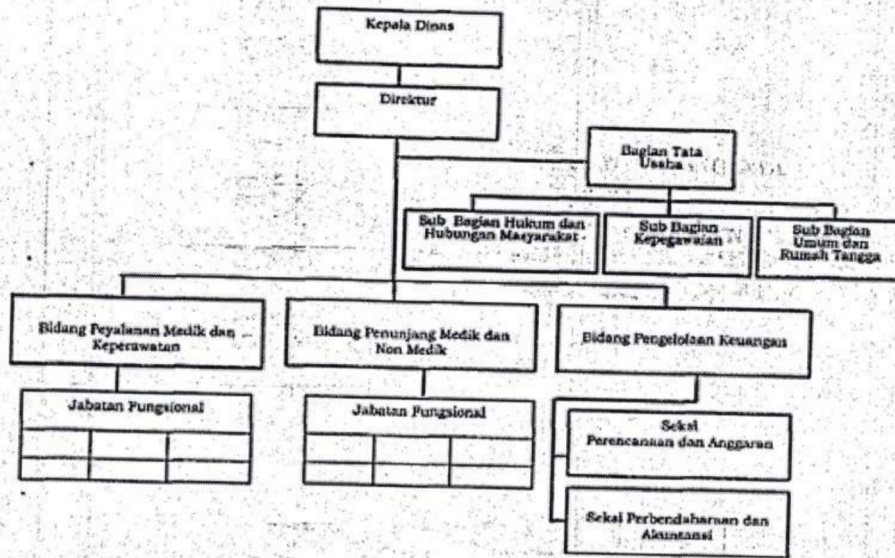 Kepala Dinas
Direktur
Bagian Tata
Usaha
Sub Bagian Hukum dan
Hubungan Masyarakat
Sub Bagian
Kepegawaian
Sub Bagian
Umum dan
Rumah Tangga
Bidang Peyalanan Medik dan
Keperawatan
Bidang Penunjang Medik dan
Non Medik
Bidang Pengelolaan Keuangan
Jabatan Fungsional
Jabatan Fungsional
Seksi
Perencanaan dan Anggaran
Seksi Perbendaharaan dan
Akuntansi